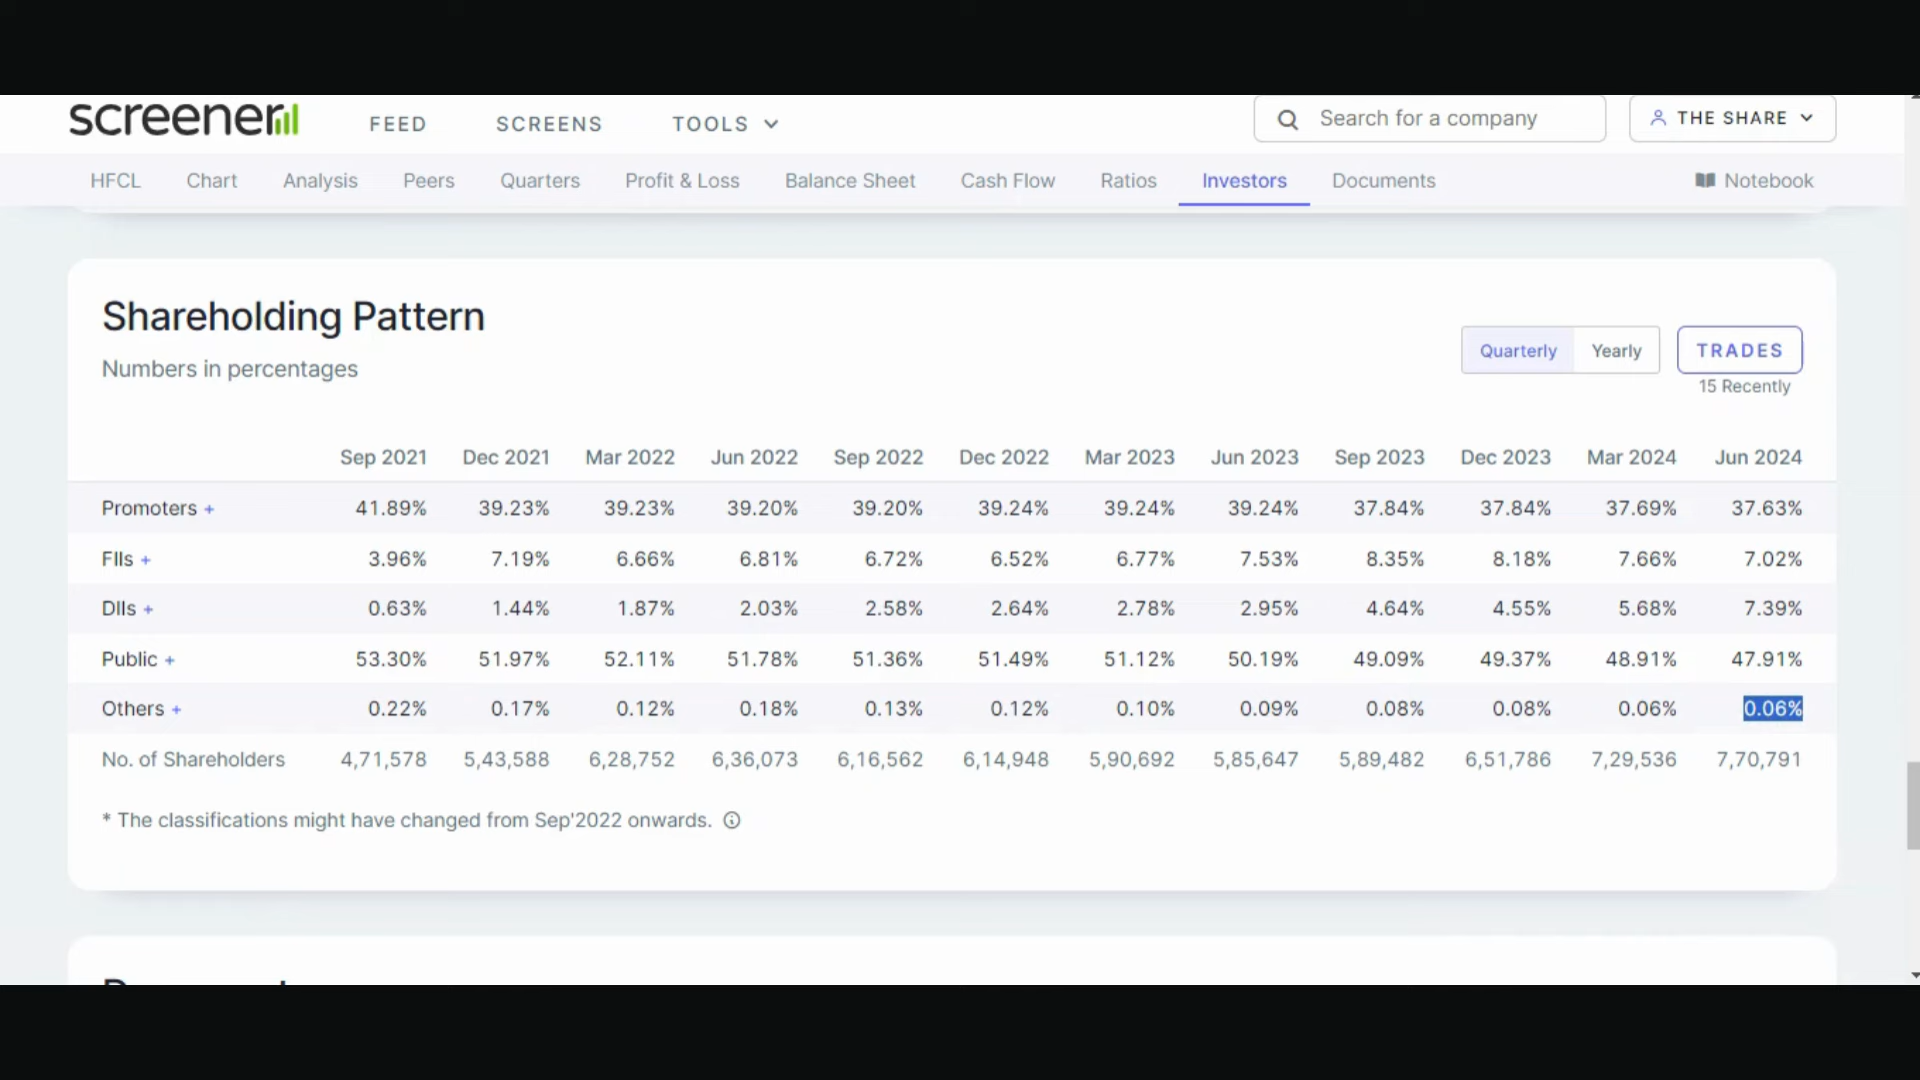 screener FEED SCREENS TOOLS Search for a company THE SHARE
HFCL Chart Analysis Peers Quarters Profit & Loss Balance Sheet Cash Flow Ratios Investors Documents Notebook
Shareholding Pattern
Numbers in percentages
Quarterly Yearly TRADES
15 Recently
Sep 2021 Dec 2021 Mar 2022 Jun 2022 Sep 2022 Dec 2022 Mar 2023 Jun 2023 Sep 2023 Dec 2023 Mar 2024 Jun 2024
Promoters + 41.89% 39.23% 39.23% 39.20% 39.20% 39.24% 39.24% 39.24% 37.84% 37.84% 37.69% 37.63%
FIIs + 3.96% 7.19% 6.66% 6.81% 6.72% 6.52% 6.77% 7.53% 8.35% 8.18% 7.66% 7.02%
DIIs + 0.63% 1.44% 1.87% 2.03% 2.58% 2.64% 2.78% 2.95% 4.64% 4.55% 5.68% 7.39%
Public + 53.30% 51.97% 52.11% 51.78% 51.36% 51.49% 51.12% 50.19% 49.09% 49.37% 48.91% 47.91%
Others + 0.22% 0.17% 0.12% 0.18% 0.13% 0.12% 0.10% 0.09% 0.08% 0.08% 0.06% 0.06%
No. of Shareholders 4,71,578 5,43,588 6,28,752 6,36,073 6,16,562 6,14,948 5,90,692 5,85,647 5,89,482 6,51,786 7,29,536 7,70,791
* The classifications might have changed from Sep'2022 onwards.